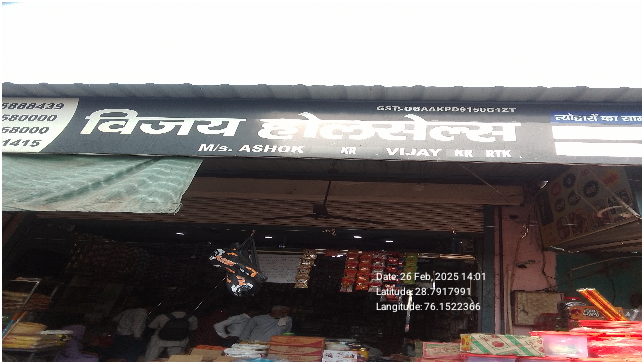 5888439
580000
58000
1415
विजय होलसेल्स
M/s. ASHOK KR VIJAY KR RTK
त्योहारों का साम
Date: 26 Feb, 2025 14:01
Latitude: 28.7917991
Langitude: 76.1522366